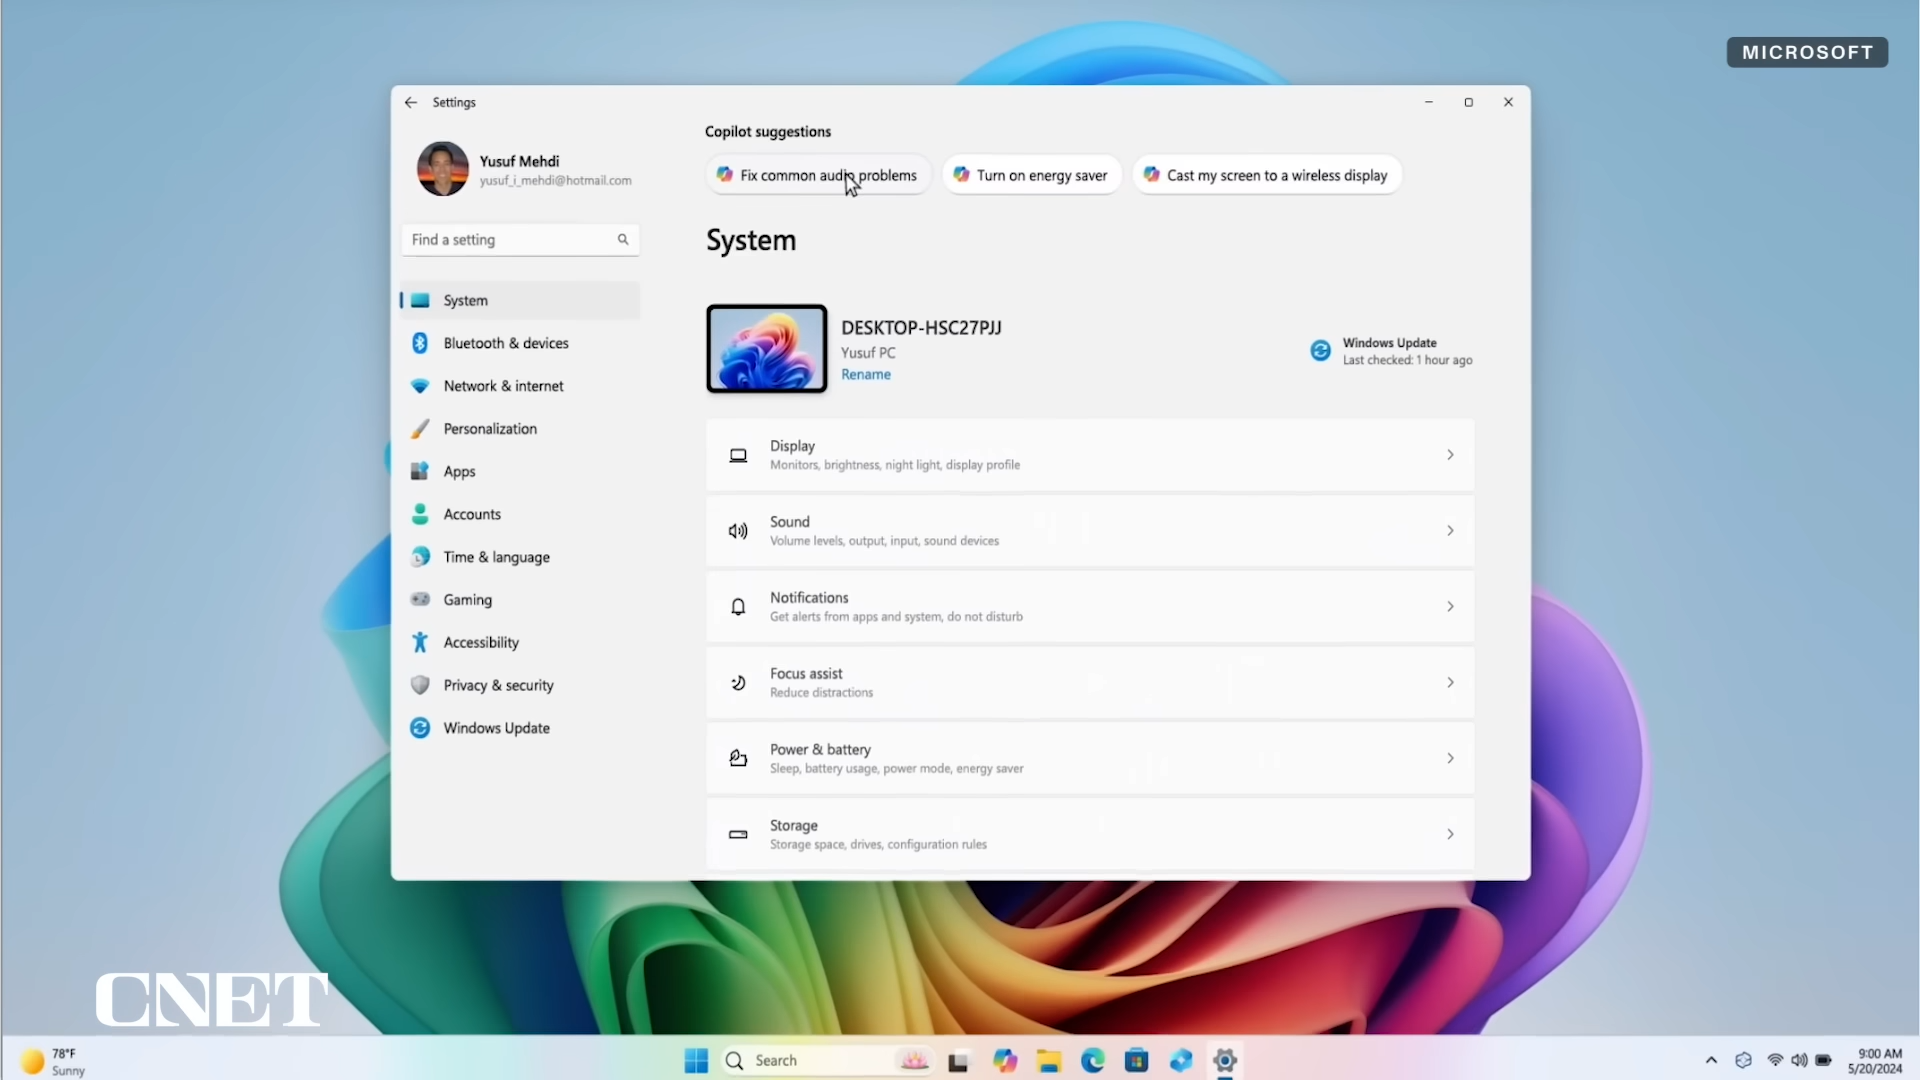 MICROSOFT
Settings
Yusuf Mehdi
yusuf_i_mehdi@hotmail.com
Find a setting
System
Bluetooth & devices
Network & internet
Personalization
Apps
Accounts
Time & language
Gaming
Accessibility
Privacy & security
Windows Update
Copilot suggestions
Fix common audio problems
Turn on energy saver
Cast my screen to a wireless display
System
DESKTOP-HSC27PJJ
Yusuf PC
Rename
Windows Update
Last checked: 1 hour ago
Display
Monitors, brightness, night light, display profile
Sound
Volume levels, output, input, sound devices
Notifications
Get alerts from apps and system, do not disturb
Focus assist
Reduce distractions
Power & battery
Sleep, battery usage, power mode, energy saver
Storage
Storage space, drives, configuration rules
CNET
78°F
Sunny
Search
9:00 AM
5/20/2024